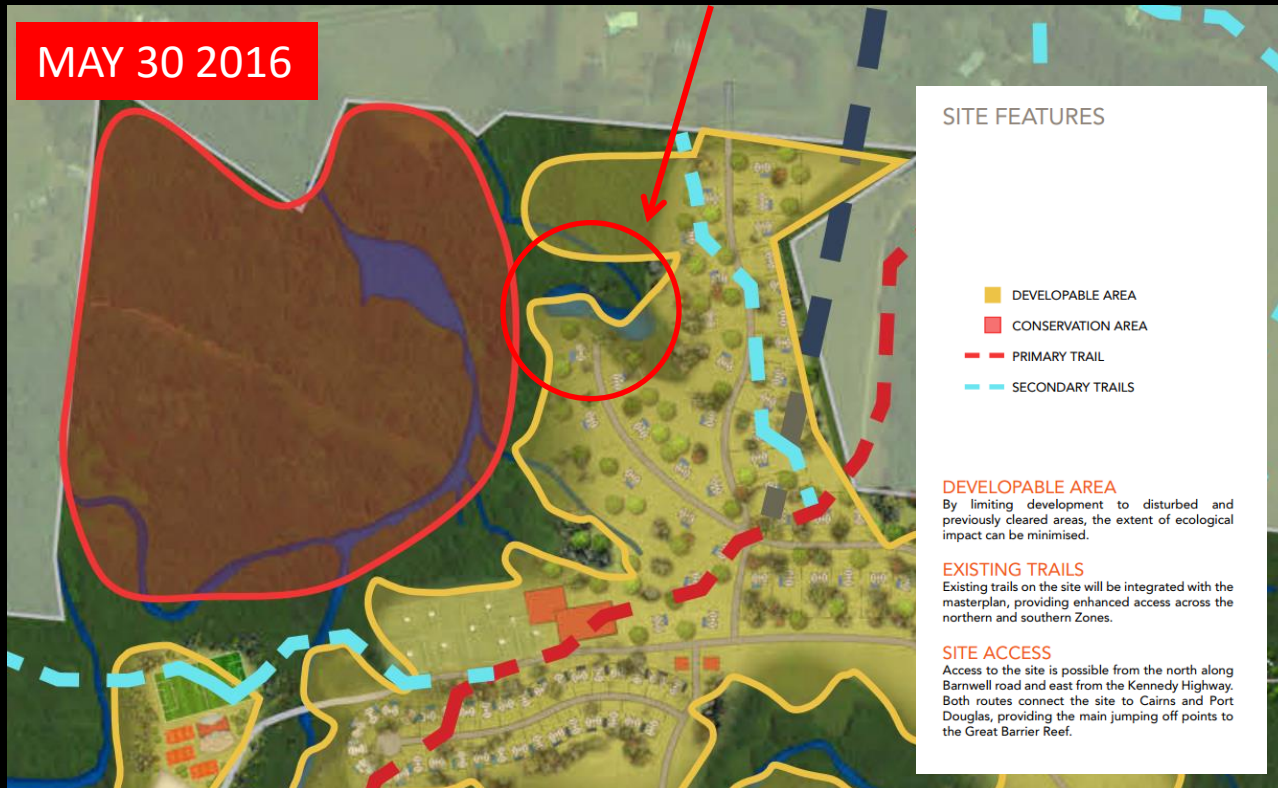 MAY 30 2016
SITE FEATURES
DEVELOPABLE AREA
CONSERVATION AREA
PRIMARY TRAIL
SECONDARY TRAILS
DEVELOPABLE AREA
By limiting development to disturbed and
previously cleared areas, the extent of ecological
impact can be minimised.
EXISTING TRAILS
Existing trails on the site will be integrated with the
masterplan, providing enhanced access across the
northern and southern Zones.
SITE ACCESS
Access to the site is possible from the north along
Barnwell road and east from the Kennedy Highway.
Both routes connect the site to Cairns and Port
Douglas, providing the main jumping off points to
the Great Barrier Reef.